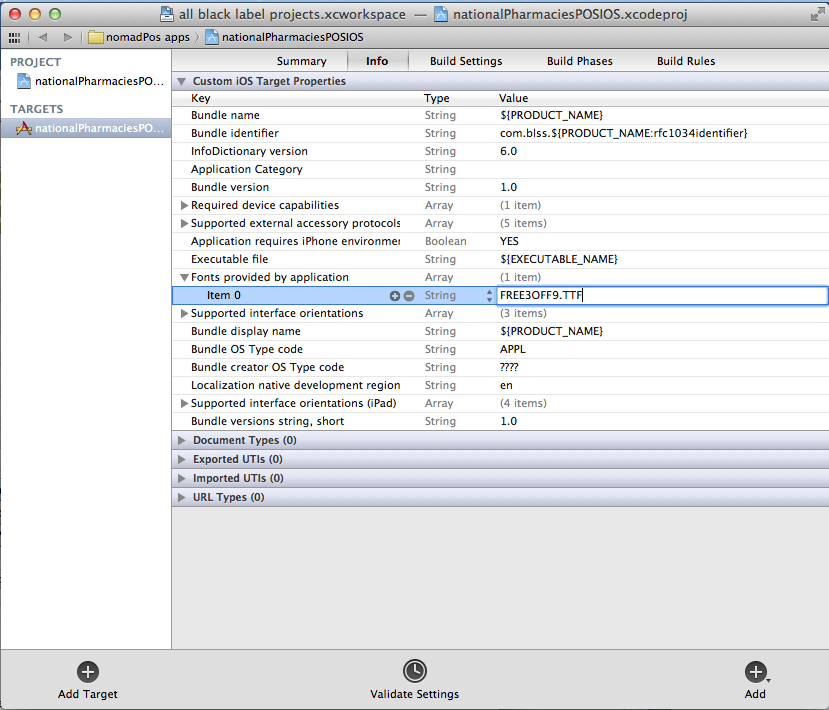 all black label projects.xcworkspace — nationalPharmaciesPOSIOS.xcodeproj
nomadPos apps nationalPharmaciesPOSIOS
PROJECT
nationalPharmaciesPO...
TARGETS
nationalPharmaciesPO...
Summary Info Build Settings Build Phases Build Rules
Custom iOS Target Properties
Key Type Value
Bundle name String ${PRODUCT_NAME}
Bundle identifier String com.blss.${PRODUCT_NAME:rfc1034identifier}
InfoDictionary version String 6.0
Application Category String
Bundle version String 1.0
Required device capabilities Array (1 item)
Supported external accessory protocols Array (5 items)
Application requires iPhone environmer Boolean YES
Executable file String ${EXECUTABLE_NAME}
Fonts provided by application Array (1 item)
Item 0 String FREE3OFF9.TTF
Supported interface orientations Array (3 items)
Bundle display name String ${PRODUCT_NAME}
Bundle OS Type code String APPL
Bundle creator OS Type code String ????
Localization native development region String en
Supported interface orientations (iPad) Array (4 items)
Bundle versions string, short String 1.0
Document Types (0)
Exported UTIs (0)
Imported UTIs (0)
URL Types (0)
Add Target Validate Settings Add